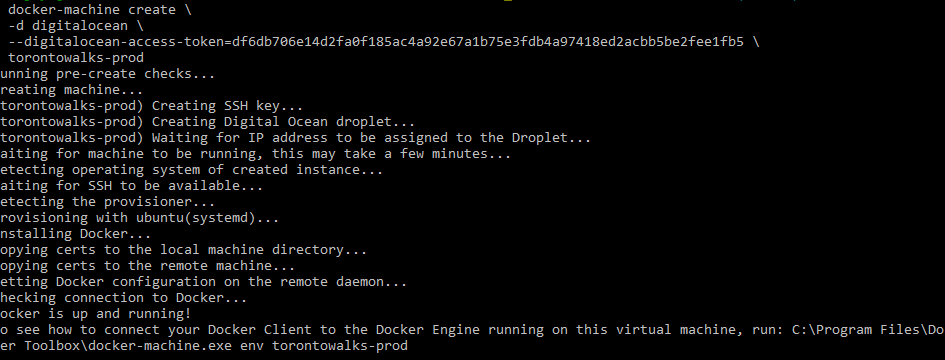 docker-machine create \
-d digitalocean \
--digitalocean-access-token=df6db706e14d2fa0f185ac4a92e67a1b75e3fdb4a97418ed2acbb5be2fee1fb5 \
torontowalks-prod
unning pre-create checks...
reating machine...
torontowalks-prod) Creating SSH key...
torontowalks-prod) Creating Digital Ocean droplet...
torontowalks-prod) Waiting for IP address to be assigned to the Droplet...
aiting for machine to be running, this may take a few minutes...
etecting operating system of created instance...
aiting for SSH to be available...
etecting the provisioner...
rovisioning with ubuntu(systemd)...
nstalling Docker...
opying certs to the local machine directory...
opying certs to the remote machine...
etting Docker configuration on the remote daemon...
hecking connection to Docker...
ocker is up and running!
o see how to connect your Docker Client to the Docker Engine running on this virtual machine, run: C:\Program Files\Do
er Toolbox\docker-machine.exe env torontowalks-prod